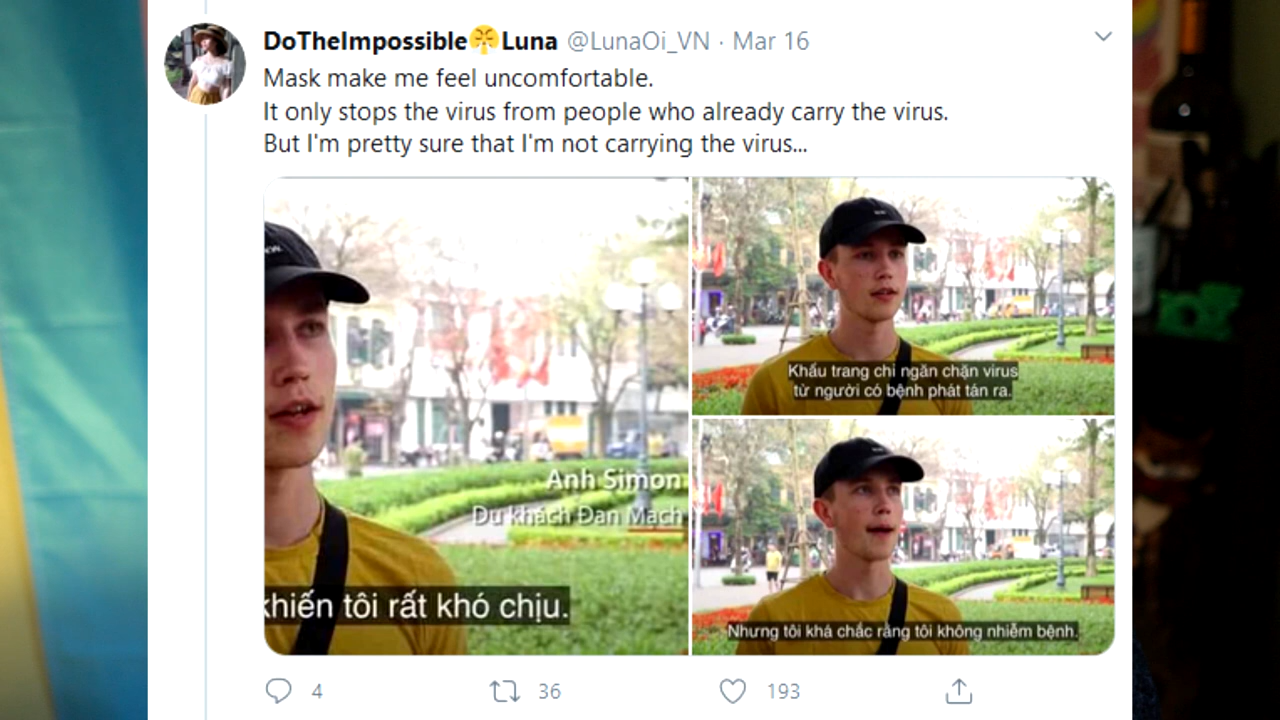 DoTheImpossible😤Luna @LunaOi_VN · Mar 16
Mask make me feel uncomfortable.
It only stops the virus from people who already carry the virus.
But I'm pretty sure that I'm not carrying the virus...
Anh Simon
Du khách Đan Mạch
khiến tôi rất khó chịu.
Khẩu trang chỉ ngăn chặn virus
từ người có bệnh phát tán ra.
Nhưng tôi khá chắc rằng tôi không nhiễm bệnh.
4 36 193